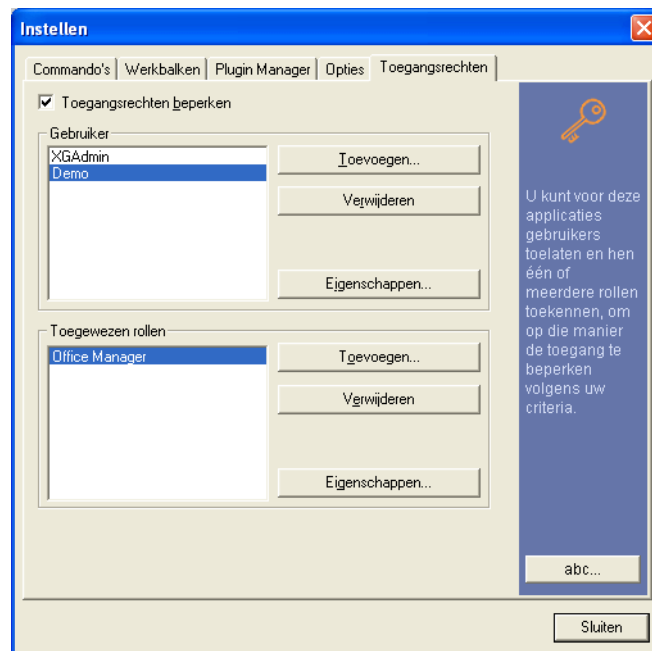 Instellen
Commando's
Werkbalken
Plugin Manager
Opties
Toegangsrechten
Toegangsrechten beperken
Gebruiker
XGAdmin
Demo
Toevoegen...
Verwijderen
Eigenschappen...
Toegewezen rollen
Office Manager
Toevoegen...
Verwijderen
Eigenschappen...
U kunt voor deze
applicaties
gebruikers
toelaten en hen
één of
meerdere rollen
toekennen, om
op die manier
de toegang te
beperken
volgens uw
criteria.
abc...
Sluiten